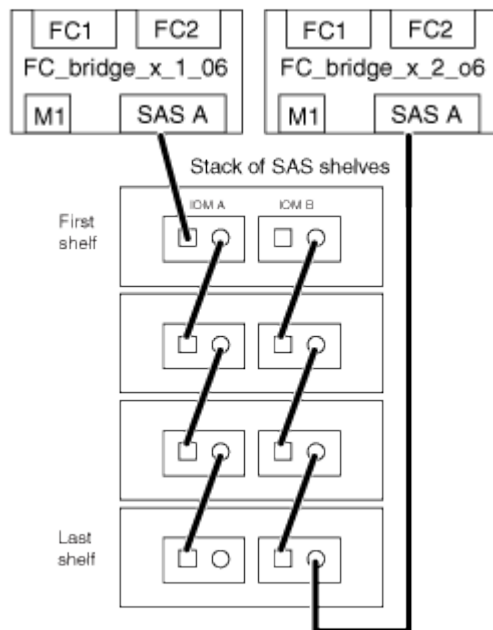 FC1 FC2 FC1 FC2
FC_bridge_x_1_06 FC_bridge_x_2_o6
M1 SAS A M1 SAS A
Stack of SAS shelves
IOM A IOM B
First
shelf
Last
shelf